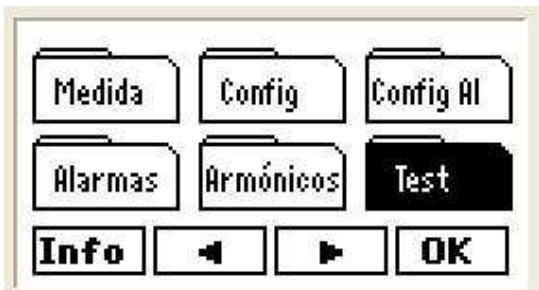 Medida Config Config Al
Alarmas Armónicos Test
Info ◄ ► OK